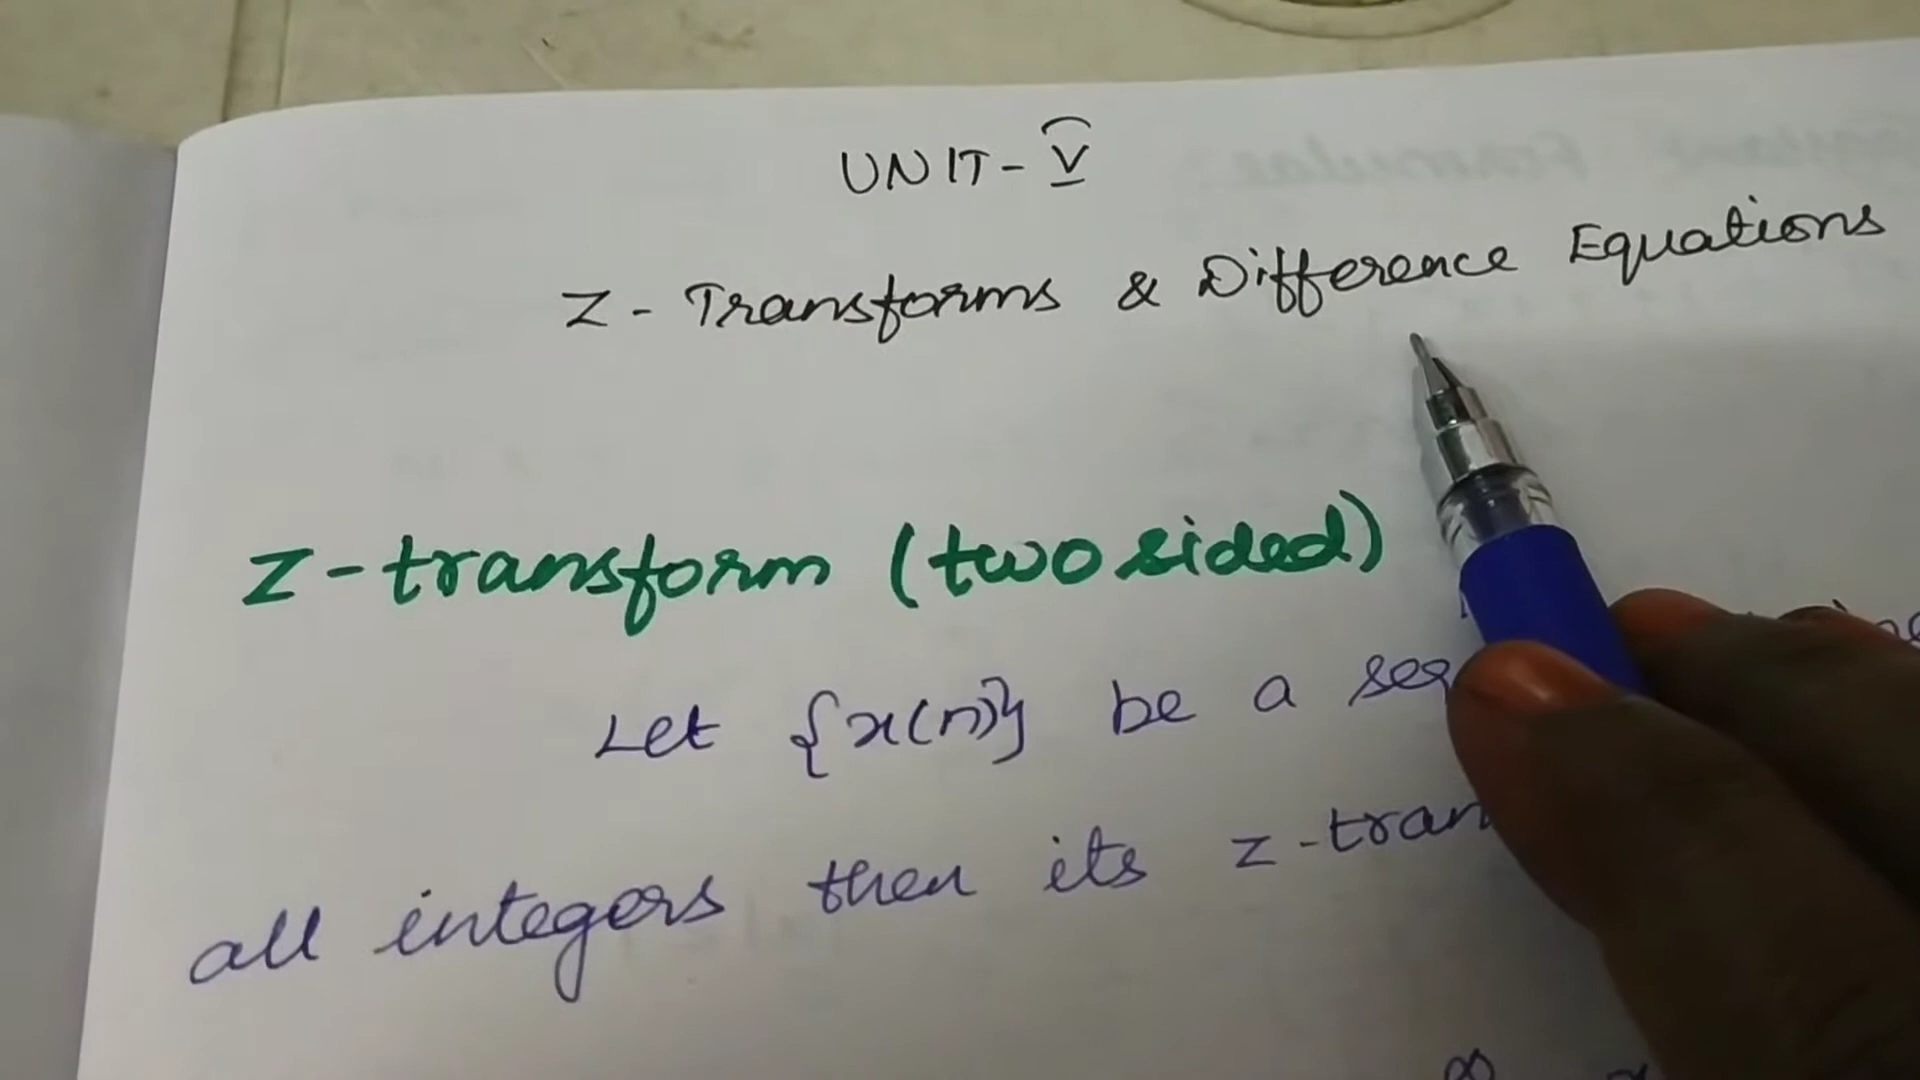 UNIT-V
Z-Transforms & Difference Equations
Z-transform (two sided)
Let {x(n)} be a
all integers then its z-
∞